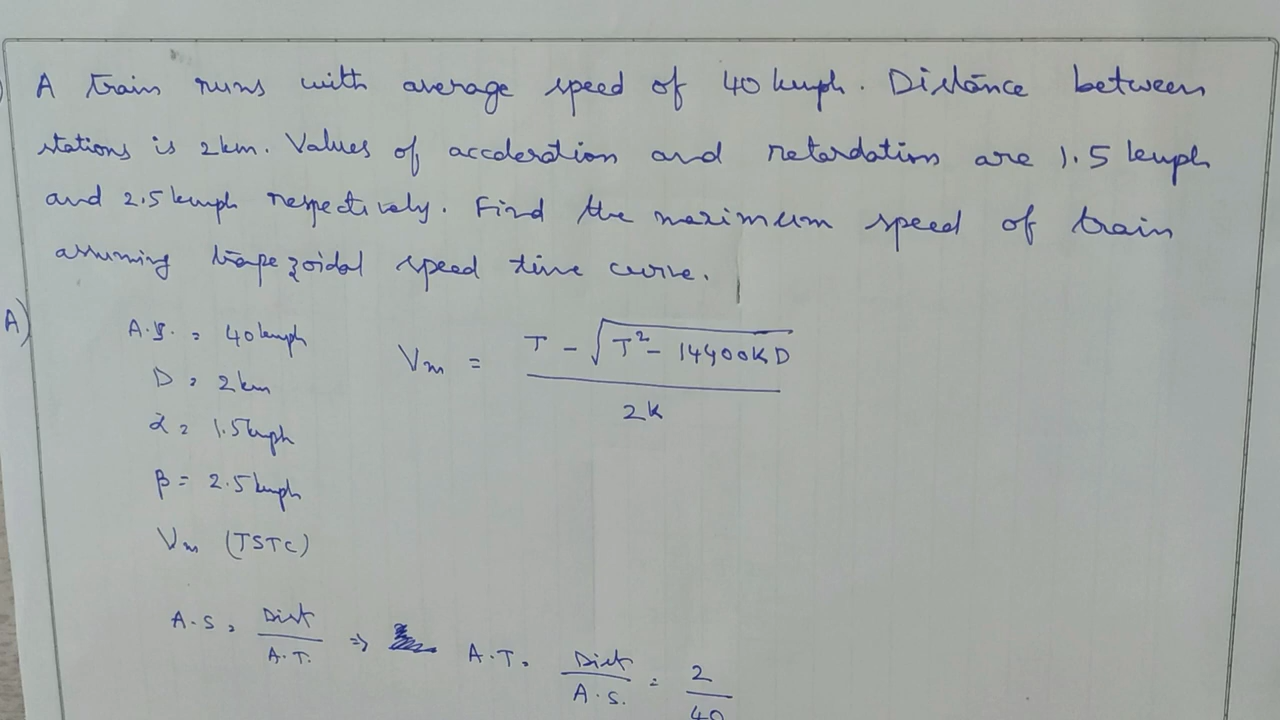 A train runs with average speed of 40 kmph. Distance between
stations is 2km. Values of acceleration and retardation are 1.5 kmph
and 2.5 kmph respectively. Find the maximum speed of train
assuming trapezoidal speed time curve.
A)
A.S. = 40 kmph
D = 2 km
α = 1.5 kmph
β = 2.5 kmph
Vm (TSTC)
Vm = T - √T² - 14400KD / 2K
A.S = Dist / A.T. ⇒ A.T. = Dist / A.S. = 2 / 40